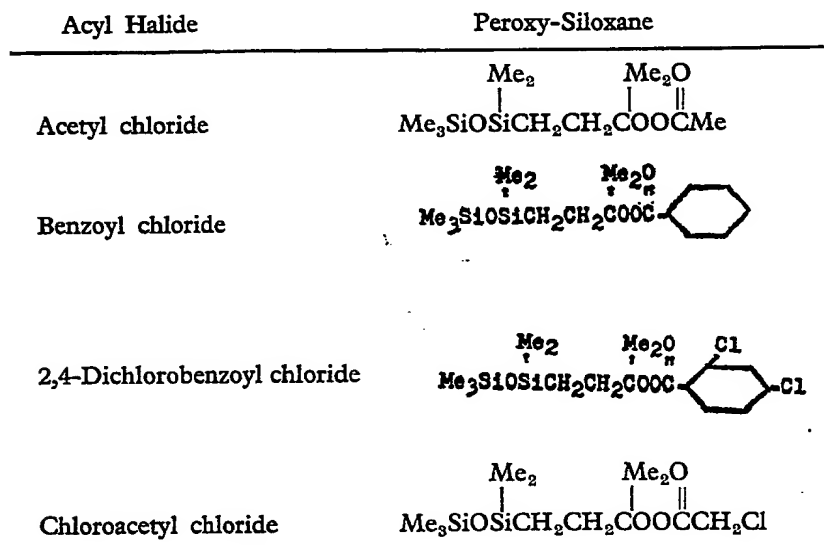 Acyl Halide Peroxy-Siloxane
Me₂ Me₂O
Acetyl chloride Me₃SiOSiCH₂CH₂COOCMe
Me2 Me2O
Benzoyl chloride Me3SiOSiCH2CH2COOC
Me2 Me2O Cl
2,4-Dichlorobenzoyl chloride Me3SiOSiCH2CH2COOC Cl
Me₂ Me₂O
Chloroacetyl chloride Me₃SiOSiCH₂CH₂COOCCH₂Cl